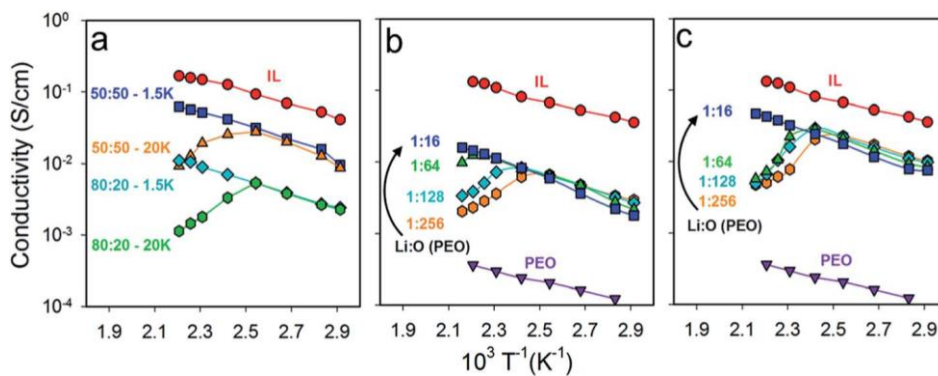 Conductivity (S/cm)
10⁰
10⁻¹
10⁻²
10⁻³
10⁻⁴
a
IL
50:50 - 1.5K
50:50 - 20K
80:20 - 1.5K
80:20 - 20K
1.9 2.1 2.3 2.5 2.7 2.9
b
IL
1:16
1:64
1:128
1:256
Li:O (PEO)
PEO
1.9 2.1 2.3 2.5 2.7 2.9
c
IL
1:16
1:64
1:128
1:256
Li:O (PEO)
PEO
1.9 2.1 2.3 2.5 2.7 2.9
10³ T⁻¹(K⁻¹)